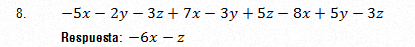 8. −5x − 2y − 3z + 7x − 3y + 5z − 8x + 5y − 3z
Respuesta: −6x − z